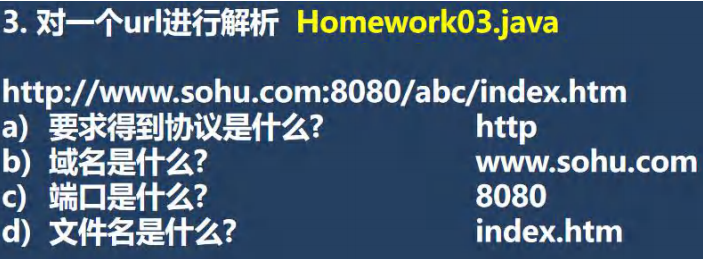 3. 对一个url进行解析 Homework03.java
http://www.sohu.com:8080/abc/index.htm
a) 要求得到协议是什么? http
b) 域名是什么? www.sohu.com
c) 端口是什么? 8080
d) 文件名是什么? index.htm